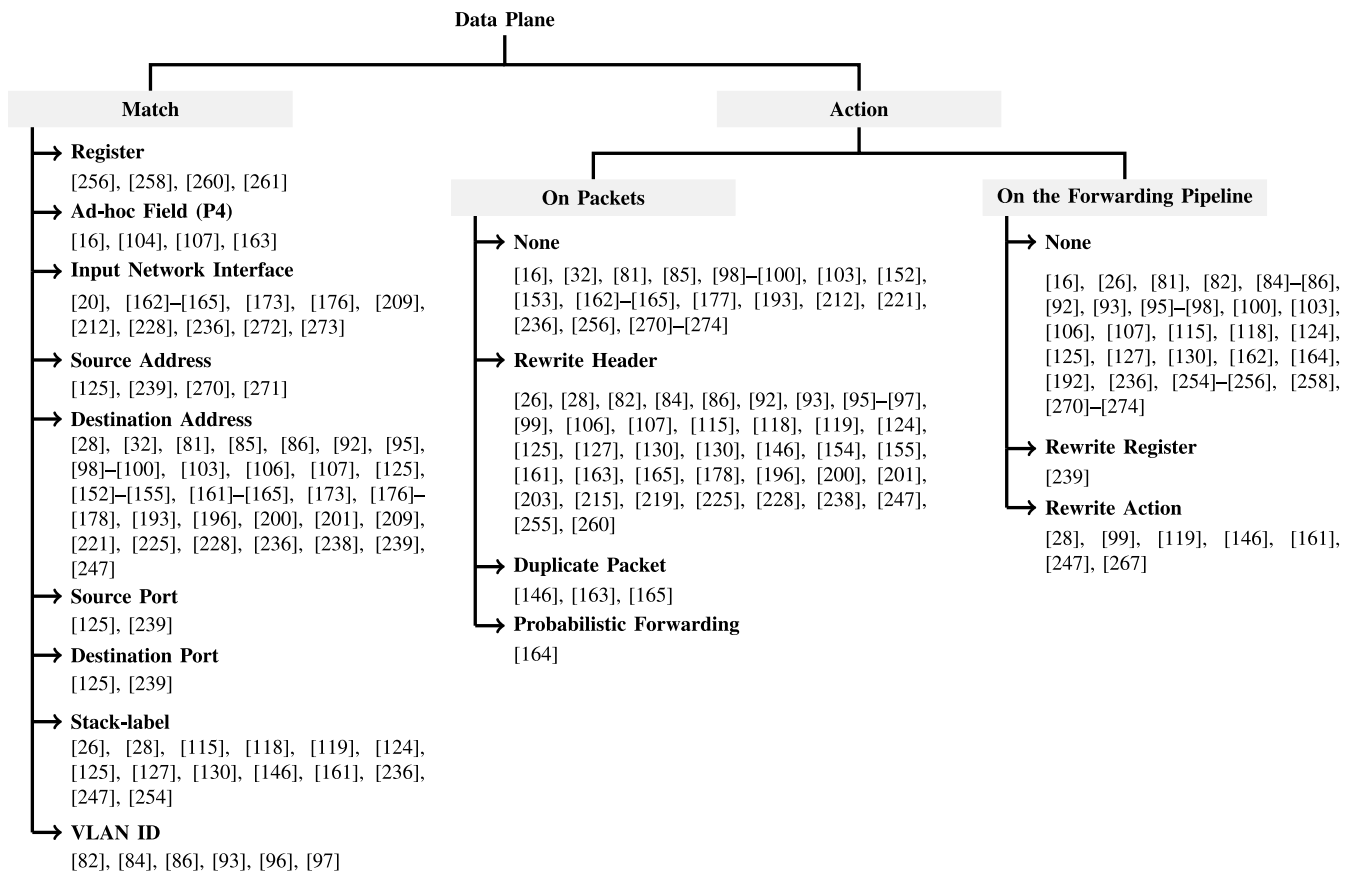 Data Plane
Match
Register
[256], [258], [260], [261]
Ad-hoc Field (P4)
[16], [104], [107], [163]
Input Network Interface
[20], [162]–[165], [173], [176], [209],
[212], [228], [236], [272], [273]
Source Address
[125], [239], [270], [271]
Destination Address
[28], [32], [81], [85], [86], [92], [95],
[98]–[100], [103], [106], [107], [125],
[152]–[155], [161]–[165], [173], [176]–
[178], [193], [196], [200], [201], [209],
[221], [225], [228], [236], [238], [239],
[247]
Source Port
[125], [239]
Destination Port
[125], [239]
Stack-label
[26], [28], [115], [118], [119], [124],
[125], [127], [130], [146], [161], [236],
[247], [254]
VLAN ID
[82], [84], [86], [93], [96], [97]
Action
On Packets
None
[16], [32], [81], [85], [98]–[100], [103], [152],
[153], [162]–[165], [177], [193], [212], [221],
[236], [256], [270]–[274]
Rewrite Header
[26], [28], [82], [84], [86], [92], [93], [95]–[97],
[99], [106], [107], [115], [118], [119], [124],
[125], [127], [130], [130], [146], [154], [155],
[161], [163], [165], [178], [196], [200], [201],
[203], [215], [219], [225], [228], [238], [247],
[255], [260]
Duplicate Packet
[146], [163], [165]
Probabilistic Forwarding
[164]
On the Forwarding Pipeline
None
[16], [26], [81], [82], [84]–[86],
[92], [93], [95]–[98], [100], [103],
[106], [107], [115], [118], [124],
[125], [127], [130], [162], [164],
[192], [236], [254]–[256], [258],
[270]–[274]
Rewrite Register
[239]
Rewrite Action
[28], [99], [119], [146], [161],
[247], [267]